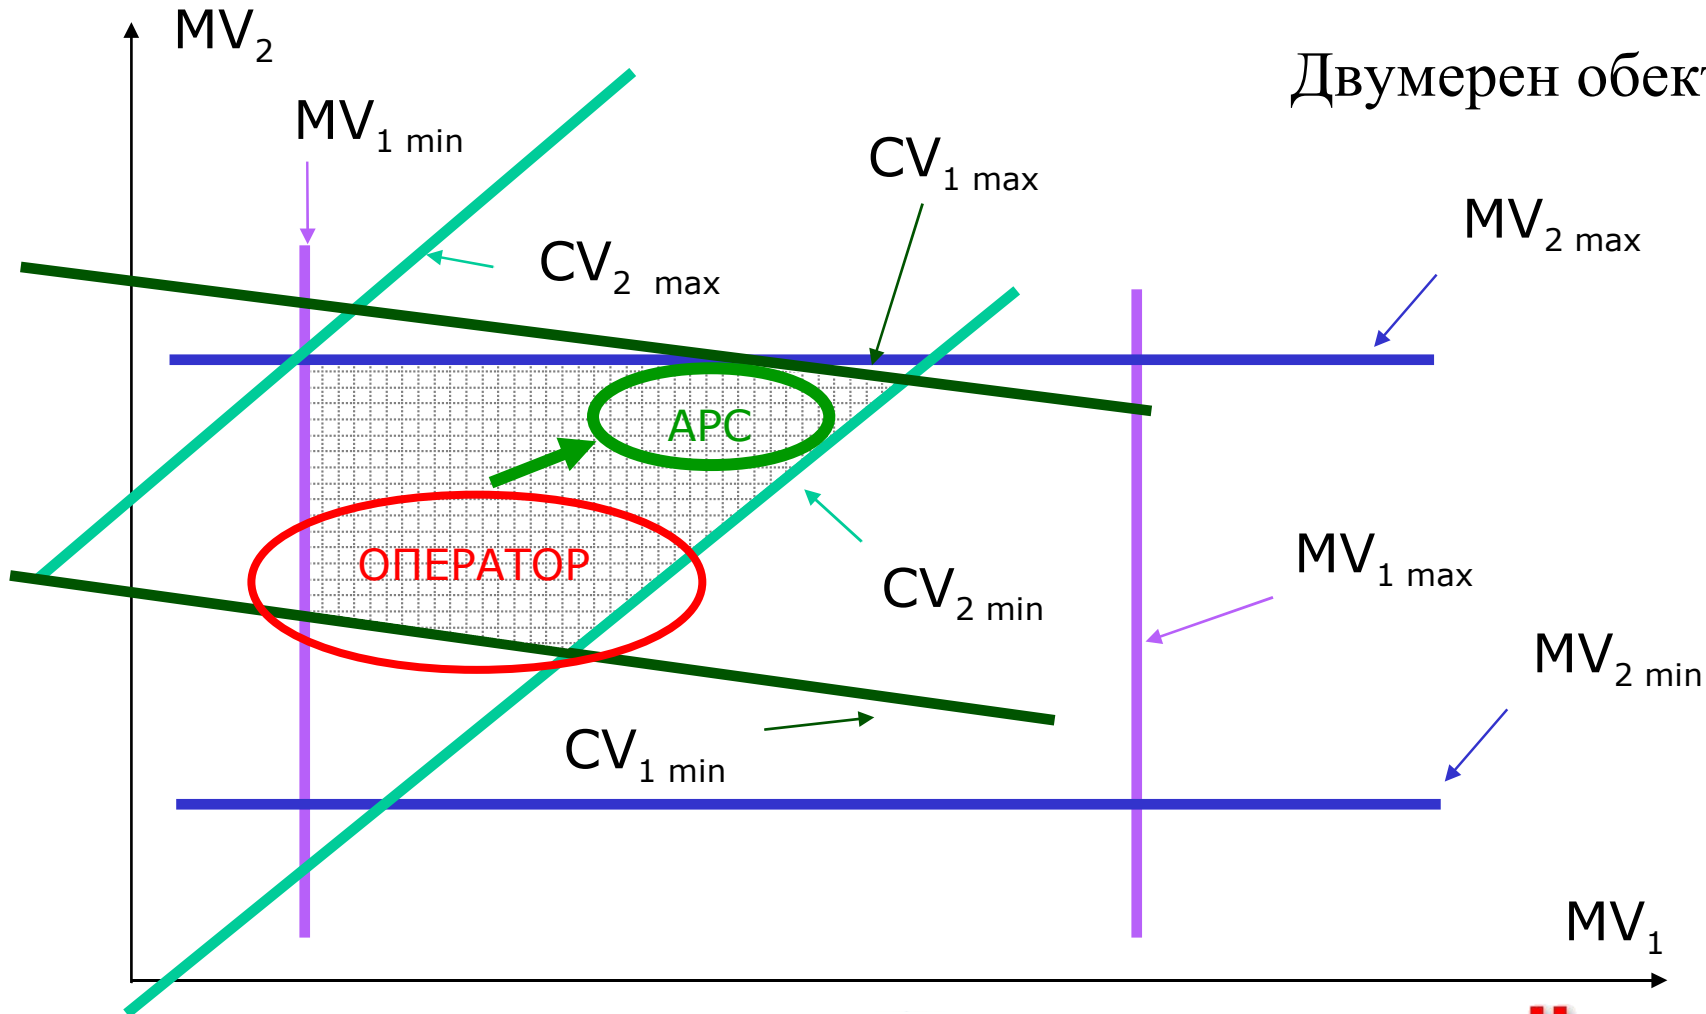 MV2
Двумерен обект
MV1 min
CV1 max
MV2 max
CV2 max
APC
ОПЕРАТОР
MV1 max
CV2 min
MV2 min
CV1 min
MV1